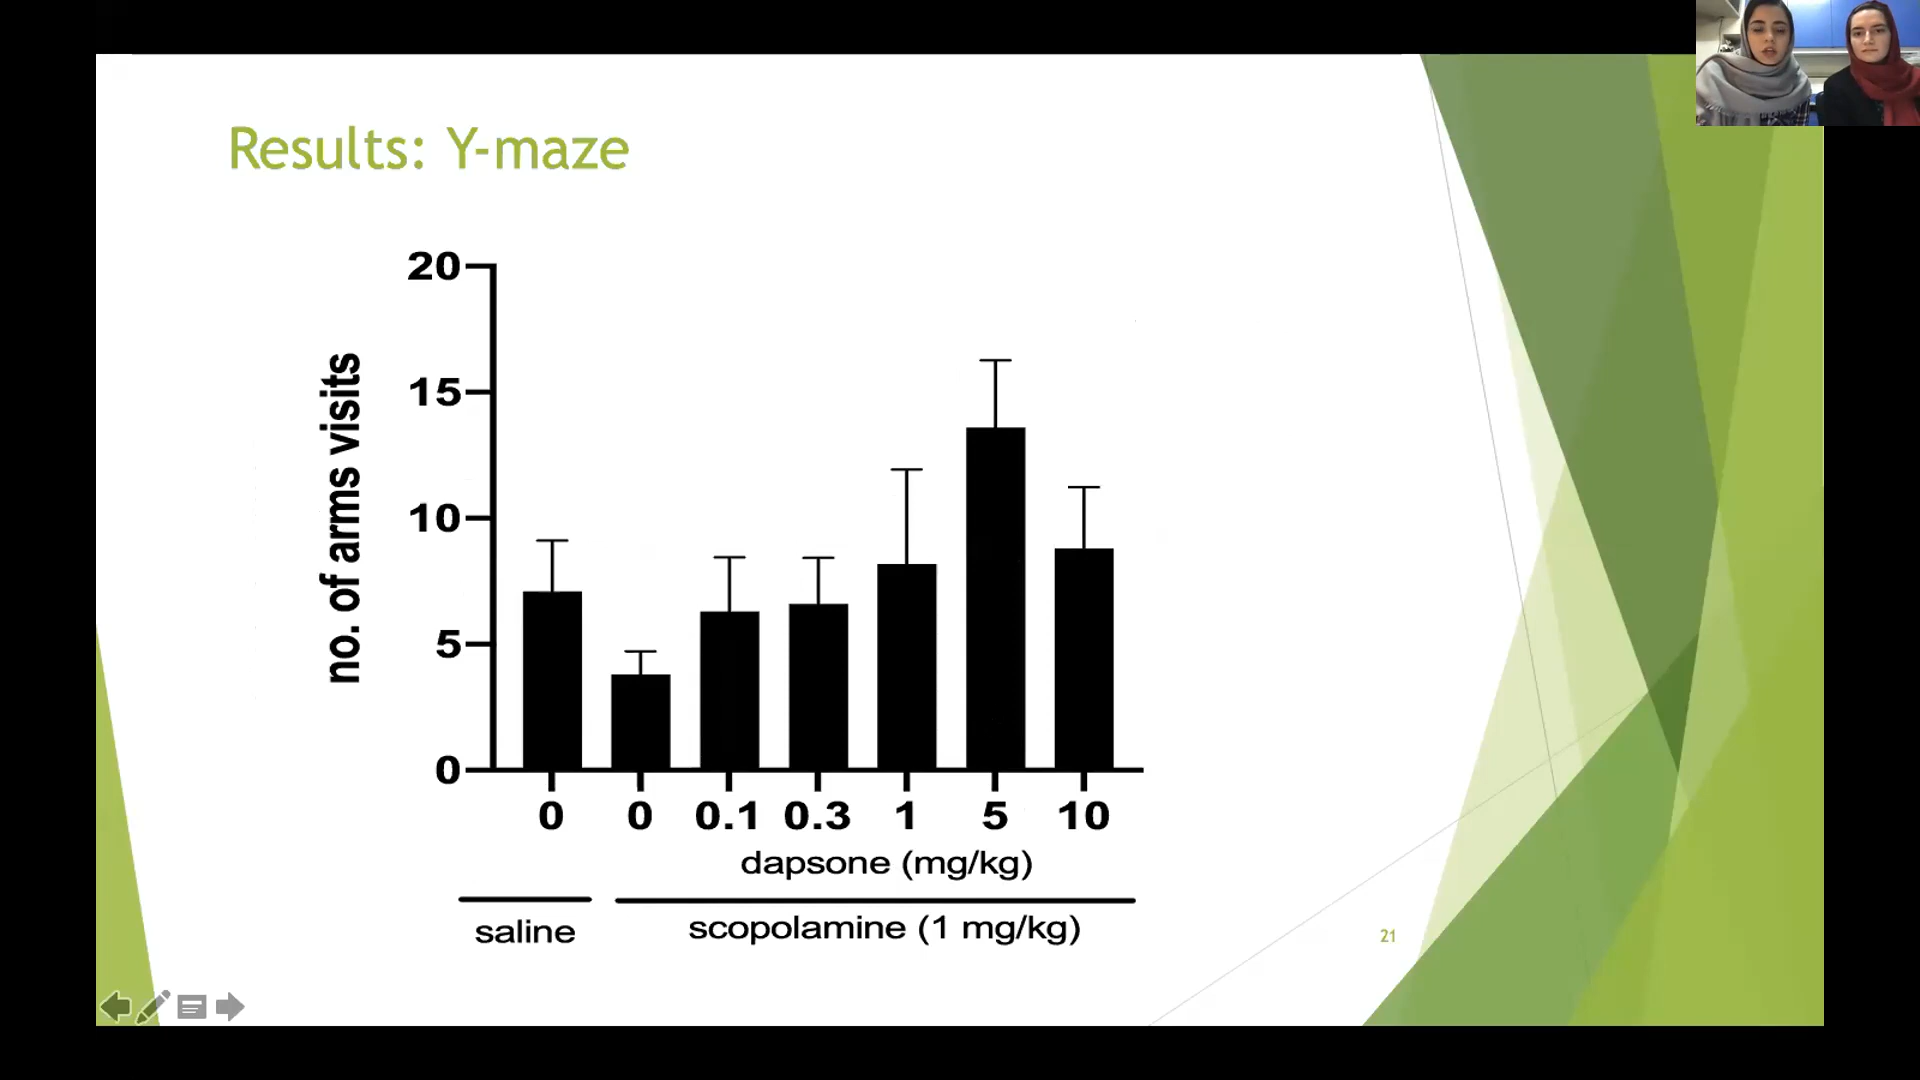 Results: Y-maze
no. of arms visits
20
15
10
5
0
0 0 0.1 0.3 1 5 10
dapsone (mg/kg)
saline scopolamine (1 mg/kg)
21